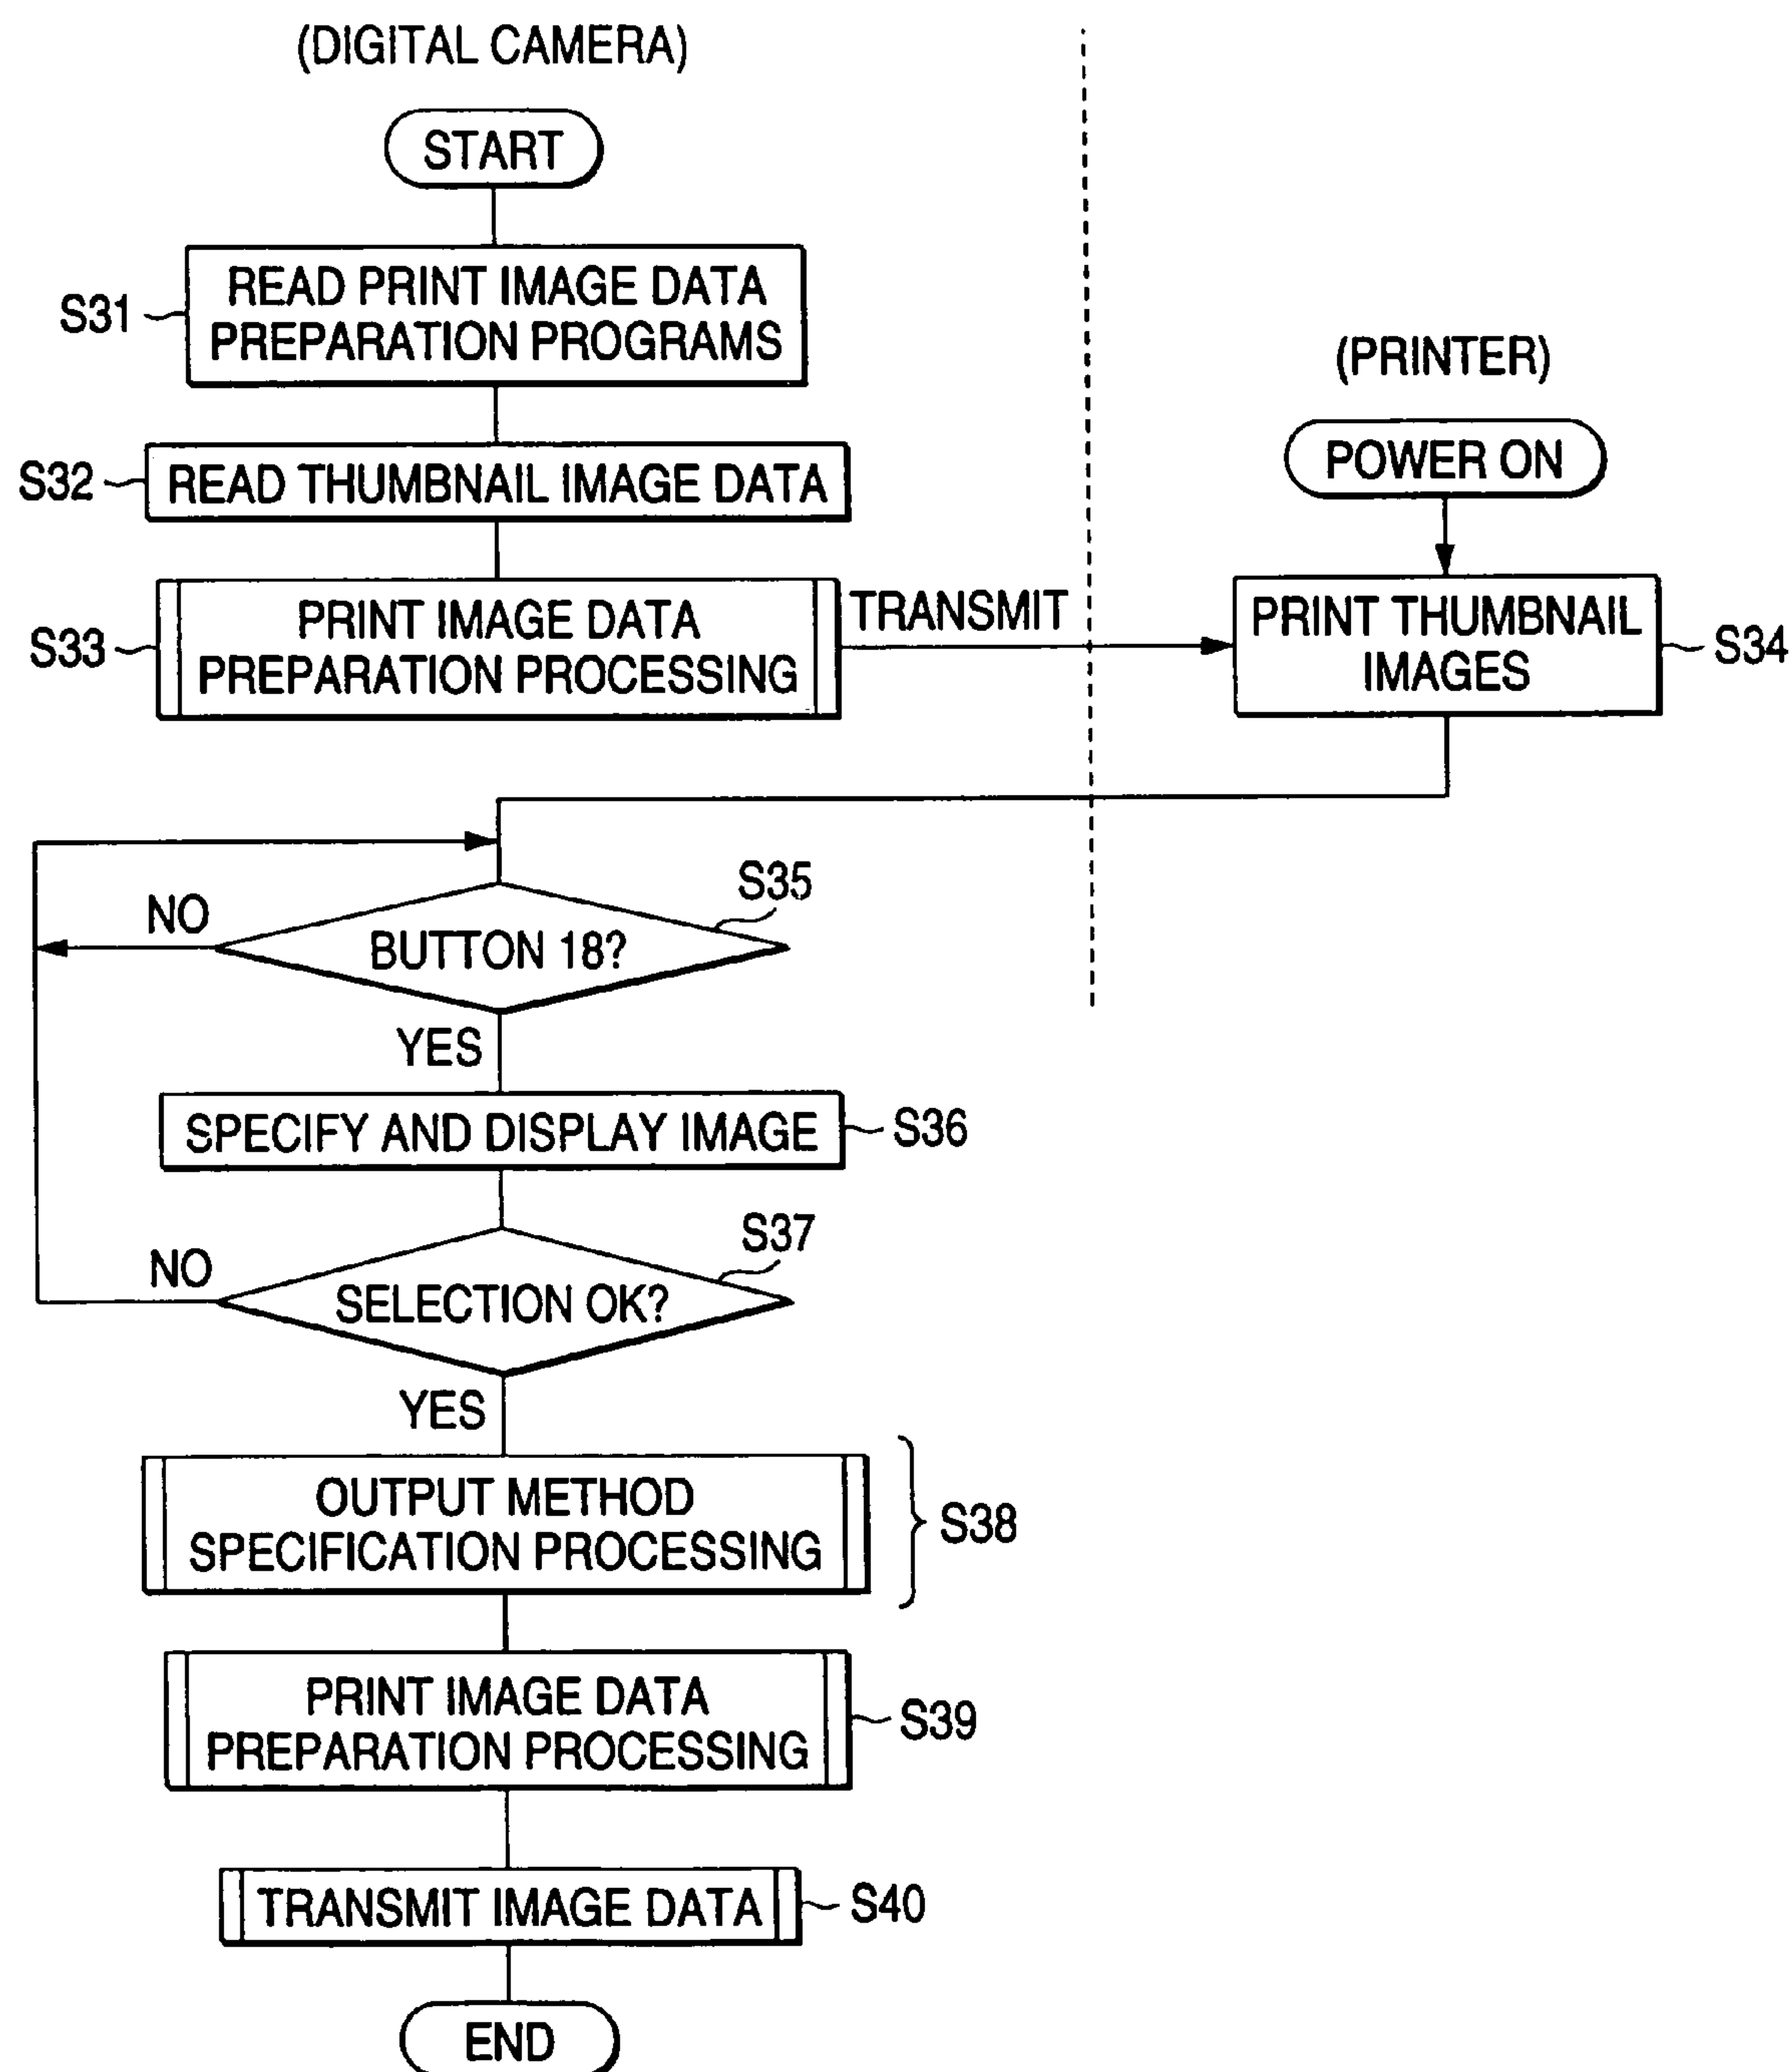 (DIGITAL CAMERA)
START
S31
READ PRINT IMAGE DATA
PREPARATION PROGRAMS
(PRINTER)
POWER ON
S32
READ THUMBNAIL IMAGE DATA
S33
PRINT IMAGE DATA
PREPARATION PROCESSING
TRANSMIT
PRINT THUMBNAIL
IMAGES
S34
S35
NO
BUTTON 18?
YES
SPECIFY AND DISPLAY IMAGE
S36
S37
NO
SELECTION OK?
YES
OUTPUT METHOD
SPECIFICATION PROCESSING
S38
PRINT IMAGE DATA
PREPARATION PROCESSING
S39
TRANSMIT IMAGE DATA
S40
END